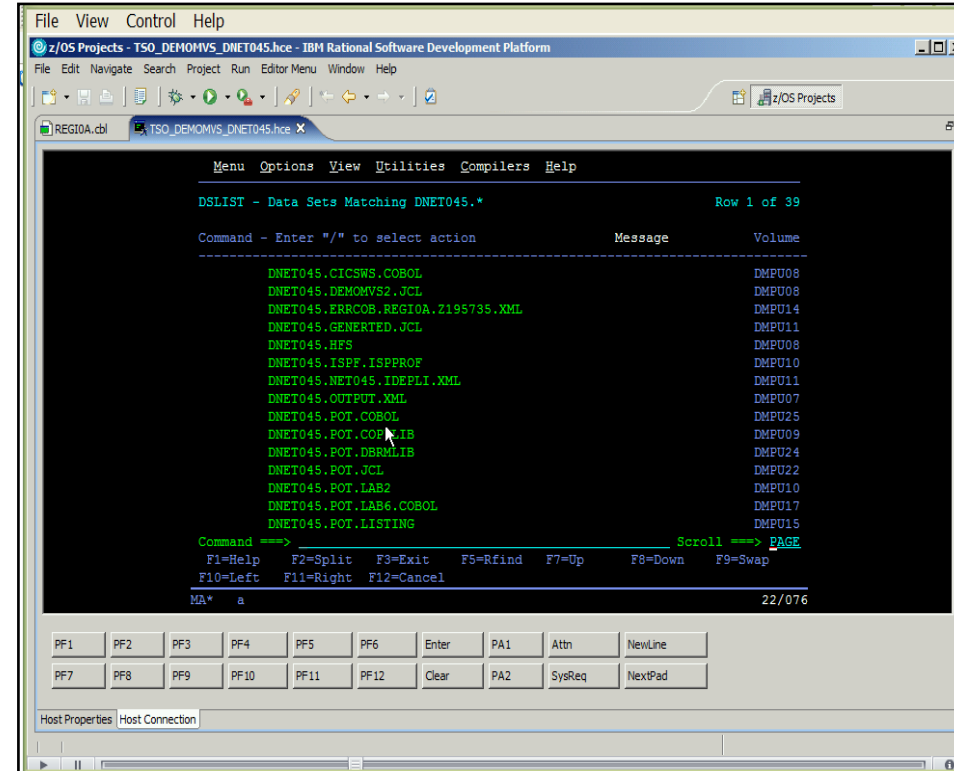 File View Control Help
z/OS Projects - TSO_DEMOMVS_DNET045.hce - IBM Rational Software Development Platform
File Edit Navigate Search Project Run Editor Menu Window Help
z/OS Projects
REGI0A.cbl TSO_DEMOMVS_DNET045.hce
Menu Options View Utilities Compilers Help
DSLIST - Data Sets Matching DNET045.* Row 1 of 39
Command - Enter "/" to select action Message Volume
DNET045.CICSWS.COBOL DMPU08
DNET045.DEMOMVS2.JCL DMPU08
DNET045.ERRCOB.REGI0A.Z195735.XML DMPU14
DNET045.GENERTED.JCL DMPU11
DNET045.HFS DMPU08
DNET045.ISPF.ISPPROF DMPU10
DNET045.NET045.IDEPLI.XML DMPU11
DNET045.OUTPUT.XML DMPU07
DNET045.POT.COBOL DMPU25
DMPU09
DNET045.POT.DBRMLIB DMPU24
DNET045.POT.JCL DMPU22
DNET045.POT.LAB2 DMPU10
DNET045.POT.LAB6.COBOL DMPU17
DNET045.POT.LISTING DMPU15
Command ===> Scroll ===> PAGE
F1=Help F2=Split F3=Exit F5=Rfind F7=Up F8=Down F9=Swap
F10=Left F11=Right F12=Cancel
MA* a 22/076
PF1 PF2 PF3 PF4 PF5 PF6 Enter PA1 Attn NewLine
PF7 PF8 PF9 PF10 PF11 PF12 Clear PA2 SysReq NextPad
Host Properties Host Connection